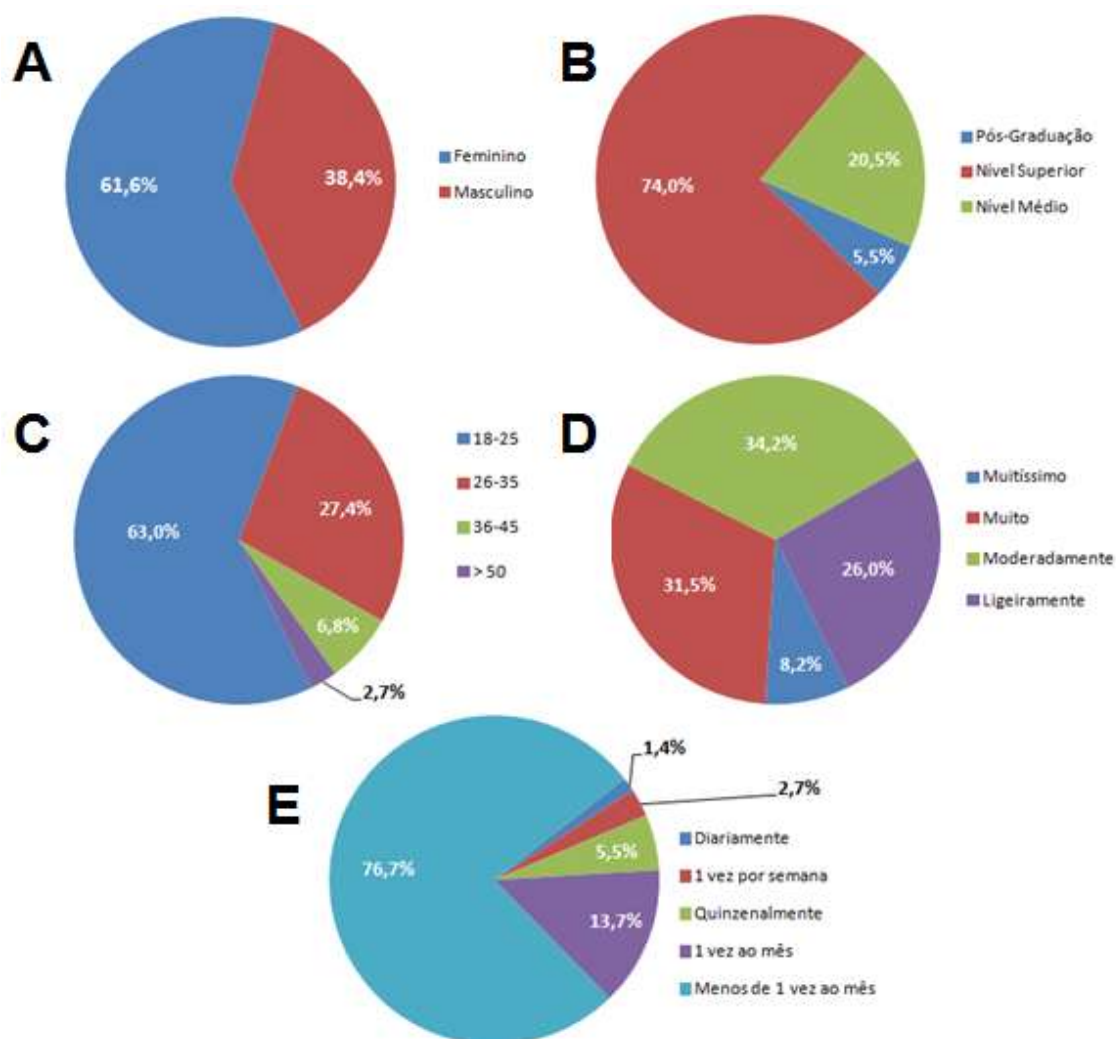 A
61,6%
38,4%
Feminino
Masculino
B
74,0%
20,5%
5,5%
Pós-Graduação
Nivel Superior
Nível Médio
C
63,0%
27,4%
6,8%
2,7%
18-25
26-35
36-45
> 50
D
34,2%
31,5%
26,0%
8,2%
Muitíssimo
Muito
Moderadamente
Ligeiramente
E
76,7%
1,4%
2,7%
5,5%
13,7%
Diariamente
1 vez por semana
Quinzenalmente
1 vez ao mês
Menos de 1 vez ao mês